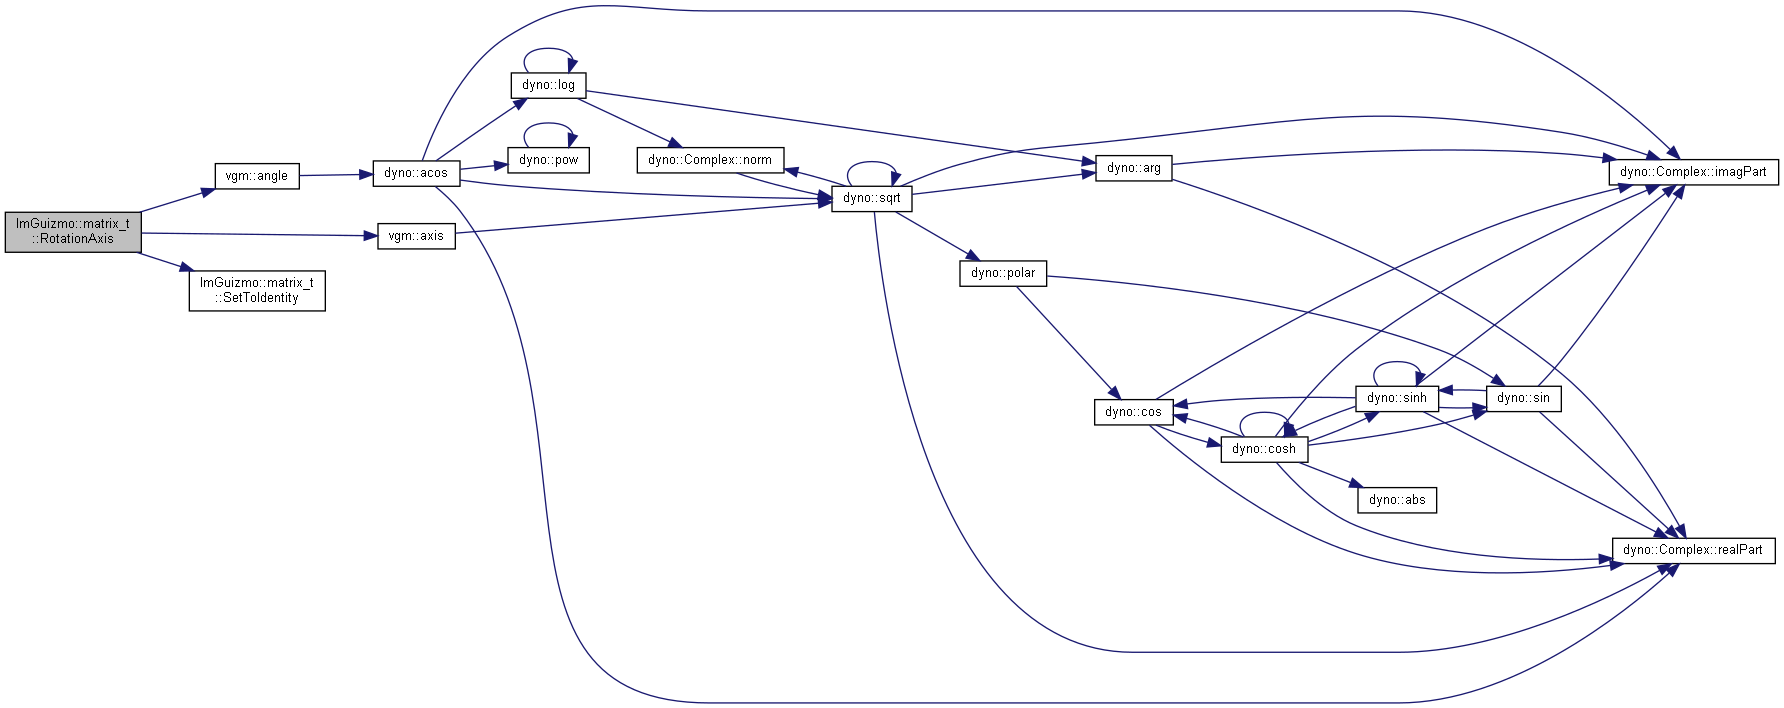 ImGuizmo::matrix_t
::RotationAxis
vgm::angle
vgm::axis
ImGuizmo::matrix_t
::SetToIdentity
dyno::acos
dyno::log
dyno::pow
dyno::Complex::norm
dyno::sqrt
dyno::polar
dyno::arg
dyno::cos
dyno::cosh
dyno::sinh
dyno::sin
dyno::abs
dyno::Complex::imagPart
dyno::Complex::realPart